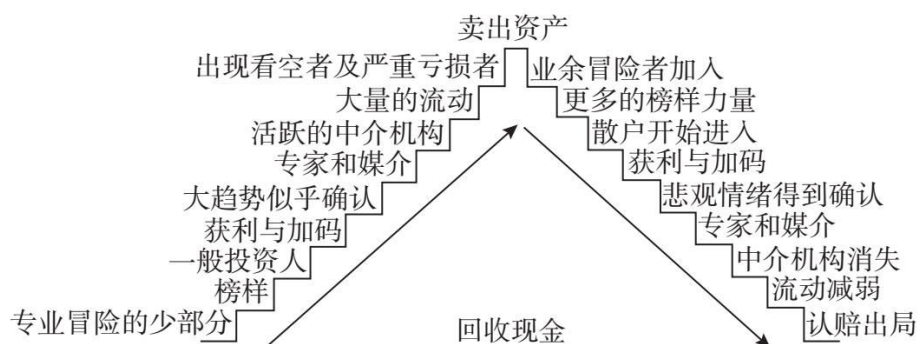 卖出资产
出现看空者及严重亏损者
业余冒险者加入
大量的流动
更多的榜样力量
活跃的中介机构
散户开始进入
专家和媒介
获利与加码
大趋势似乎确认
悲观情绪得到确认
获利与加码
专家和媒介
一般投资人
中介机构消失
榜样
流动减弱
专业冒险的少部分
回收现金
认赔出局